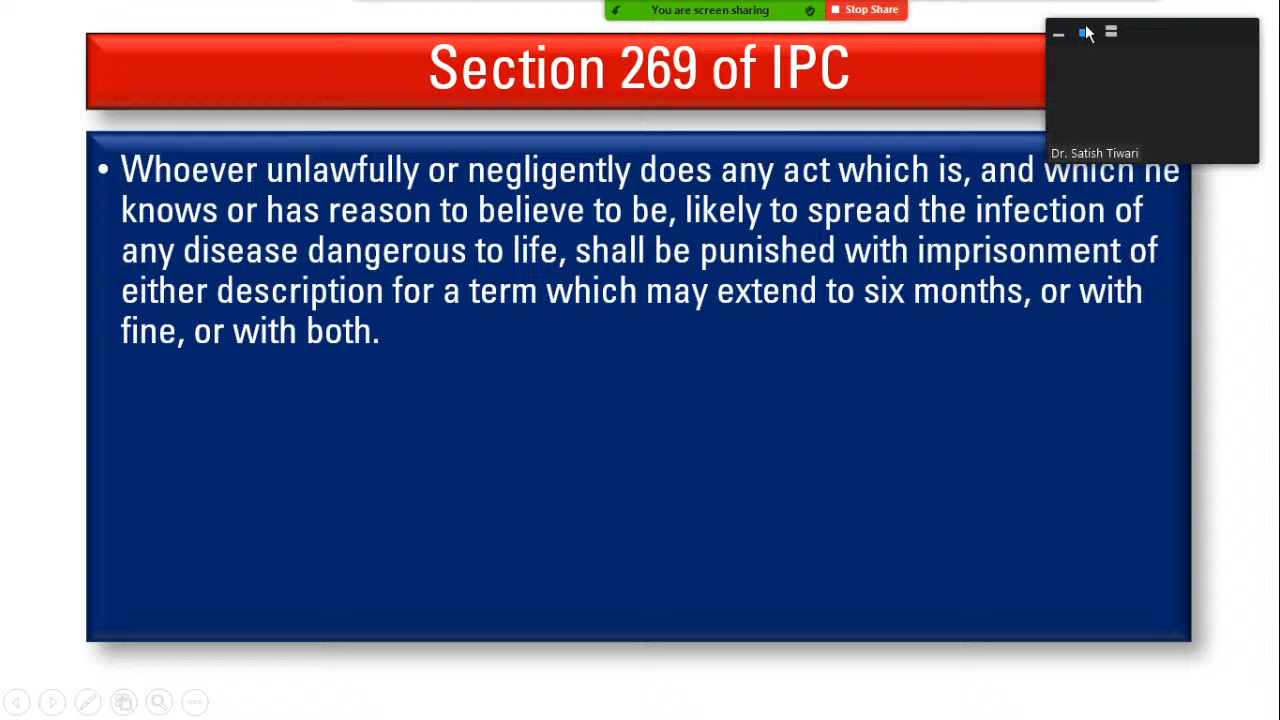 You are screen sharing
Stop Share
Section 269 of IPC
Dr. Satish Tiwari
• Whoever unlawfully or negligently does any act which is, and which he
knows or has reason to believe to be, likely to spread the infection of
any disease dangerous to life, shall be punished with imprisonment of
either description for a term which may extend to six months, or with
fine, or with both.